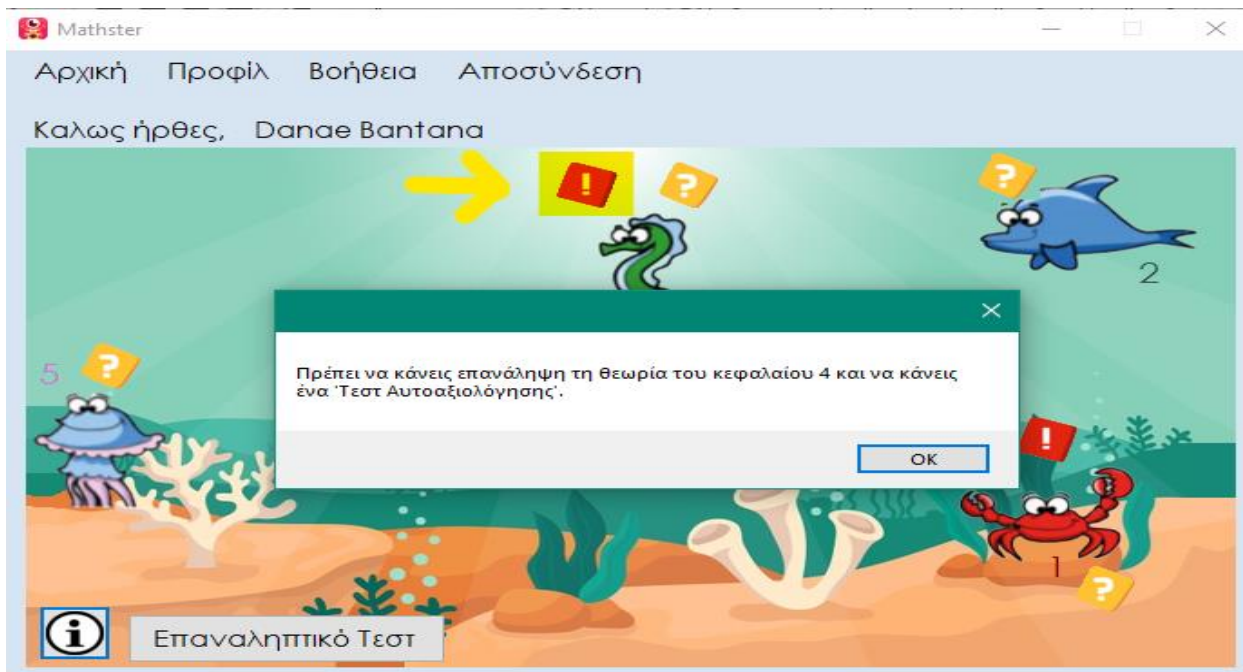 Mathster
Αρχική Προφίλ Βοήθεια Αποσύνδεση
Καλως ήρθες, Danae Bantana
! ?
?
2
5 ?
Πρέπει να κάνεις επανάληψη τη θεωρία του κεφαλαίου 4 και να κάνεις
ένα 'Τεστ Αυτοαξιολόγησης'.
OK
!
1
?
i
Επαναληπτικό Τεστ